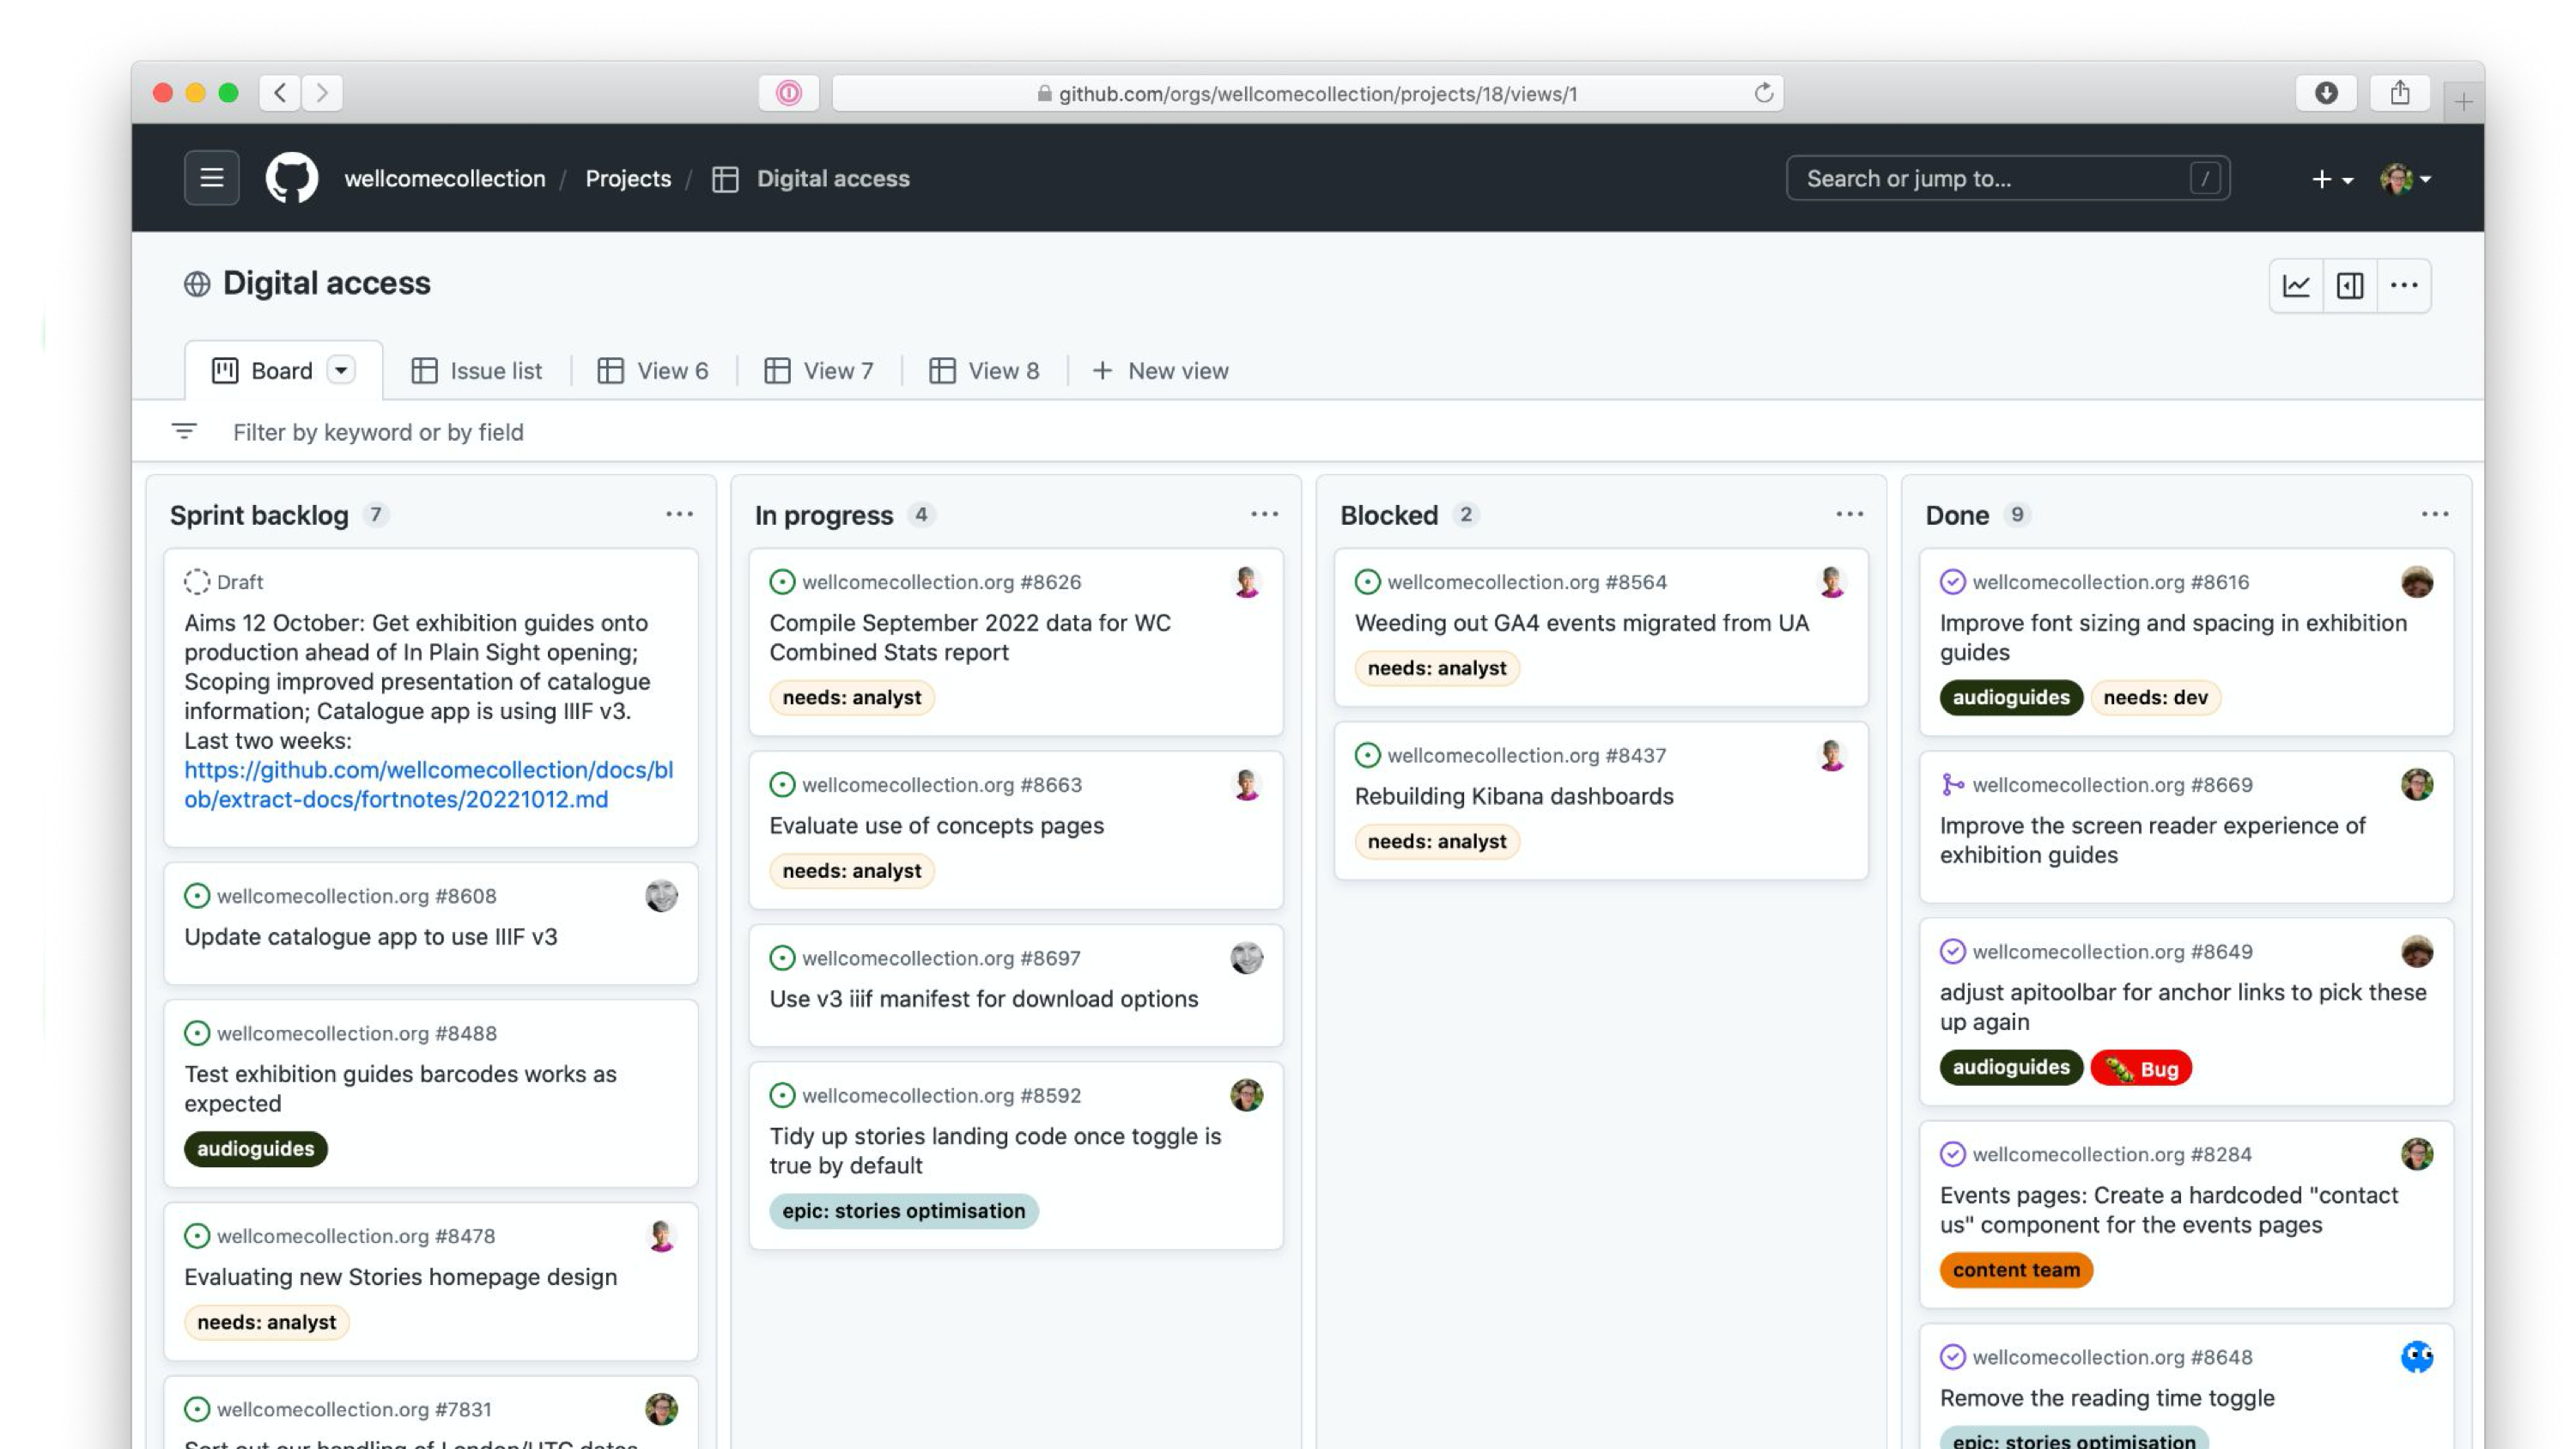 github.com/orgs/wellcomecollection/projects/18/views/1
wellcomecollection / Projects / Digital access
Search or jump to... /
Digital access
Board
Issue list
View 6
View 7
View 8
+ New view
Filter by keyword or by field
Sprint backlog 7
Draft
Aims 12 October: Get exhibition guides onto
production ahead of In Plain Sight opening;
Scoping improved presentation of catalogue
information; Catalogue app is using IIIF v3.
Last two weeks:
https://github.com/wellcomecollection/docs/bl
ob/extract-docs/fortnotes/20221012.md
wellcomecollection.org #8608
Update catalogue app to use IIIF v3
wellcomecollection.org #8488
Test exhibition guides barcodes works as
expected
audioguides
wellcomecollection.org #8478
Evaluating new Stories homepage design
needs: analyst
wellcomecollection.org #7831
Sort out our handling of London/UTC dates
In progress 4
wellcomecollection.org #8626
Compile September 2022 data for WC
Combined Stats report
needs: analyst
wellcomecollection.org #8663
Evaluate use of concepts pages
needs: analyst
wellcomecollection.org #8697
Use v3 iiif manifest for download options
wellcomecollection.org #8592
Tidy up stories landing code once toggle is
true by default
epic: stories optimisation
Blocked 2
wellcomecollection.org #8564
Weeding out GA4 events migrated from UA
needs: analyst
wellcomecollection.org #8437
Rebuilding Kibana dashboards
needs: analyst
Done 9
wellcomecollection.org #8616
Improve font sizing and spacing in exhibition
guides
audioguides needs: dev
wellcomecollection.org #8669
Improve the screen reader experience of
exhibition guides
wellcomecollection.org #8649
adjust apitoolbar for anchor links to pick these
up again
audioguides Bug
wellcomecollection.org #8284
Events pages: Create a hardcoded "contact
us" component for the events pages
content team
wellcomecollection.org #8648
Remove the reading time toggle
epic: stories optimisation